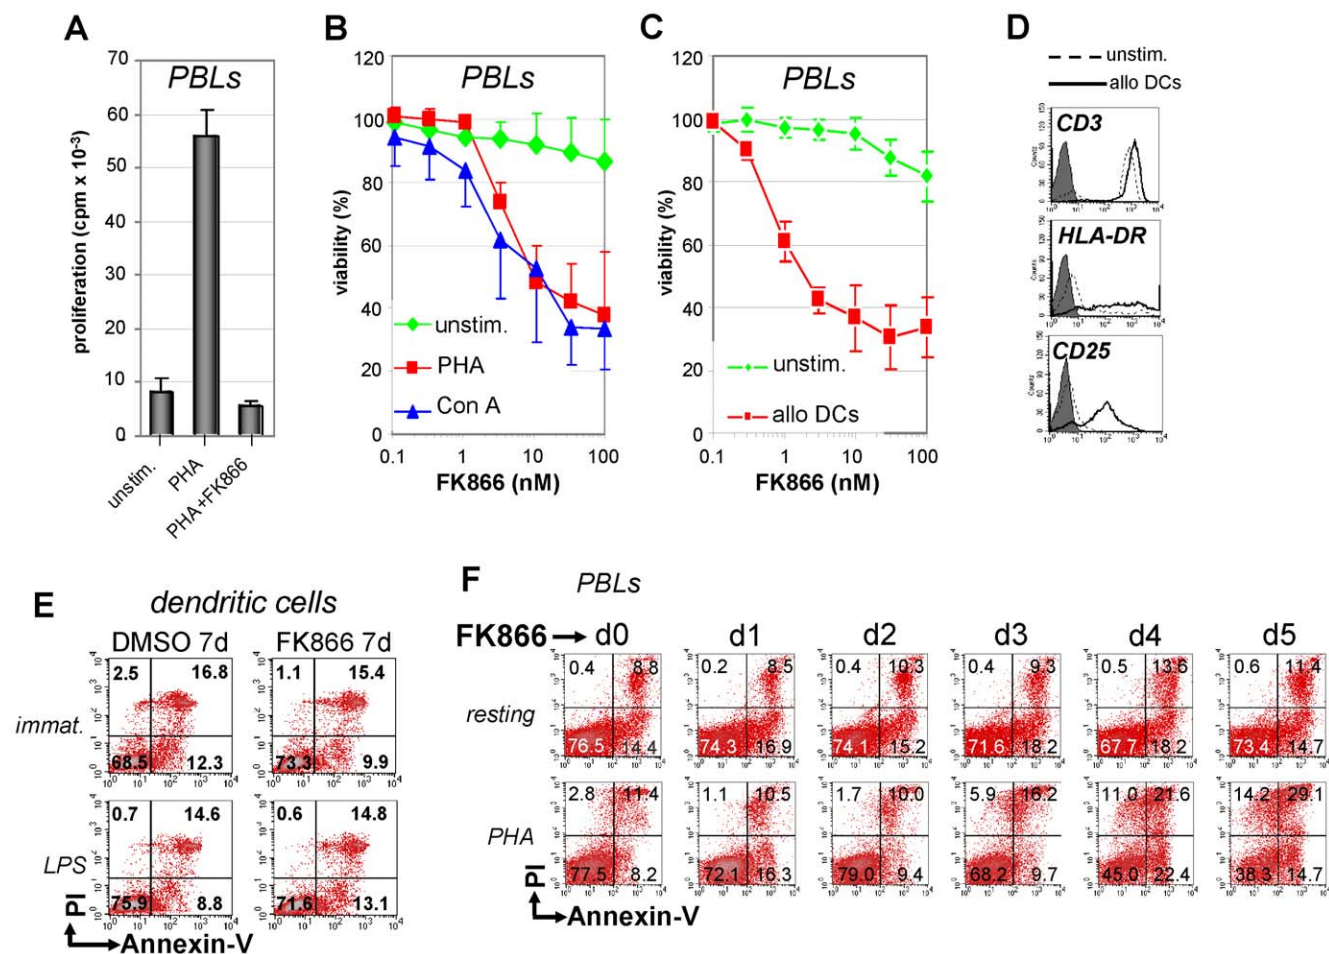 A
PBLs
proliferation (cpm x 10-3)
70
60
50
30
20
10
0
unstim.
PHA
PHA+FK866
B
PBLs
viability (%)
120
100
80
60
40
20
0
unstim.
PHA
Con A
0.1 1 10 100
FK866 (nM)
C
PBLs
viability (%)
120
100
80
60
40
20
0
unstim.
allo DCs
0.1 1 10 100
FK866 (nM)
D
unstim.
allo DCs
CD3
Counts
HLA-DR
Counts
CD25
Counts
E
dendritic cells
DMSO 7d FK866 7d
immat.
2.5 16.8
68.5 12.3
1.1 15.4
73.3 9.9
LPS
0.7 14.6
75.9 8.8
0.6 14.8
71.6 13.1
PI
Annexin-V
F
PBLs
FK866 d0 d1 d2 d3 d4 d5
resting
0.4 8.8 0.2 8.5 0.4 10.3 0.4 9.3 0.5 13.6 0.6 11.4
76.5 14.4 74.3 16.9 74.1 15.2 71.6 18.2 67.7 18.2 73.4 14.7
PHA
2.8 11.4 1.1 10.5 1.7 10.0 5.9 16.2 11.0 21.6 14.2 29.1
77.5 8.2 72.1 16.3 79.0 9.4 68.2 9.7 45.0 22.4 38.3 14.7
PI
Annexin-V